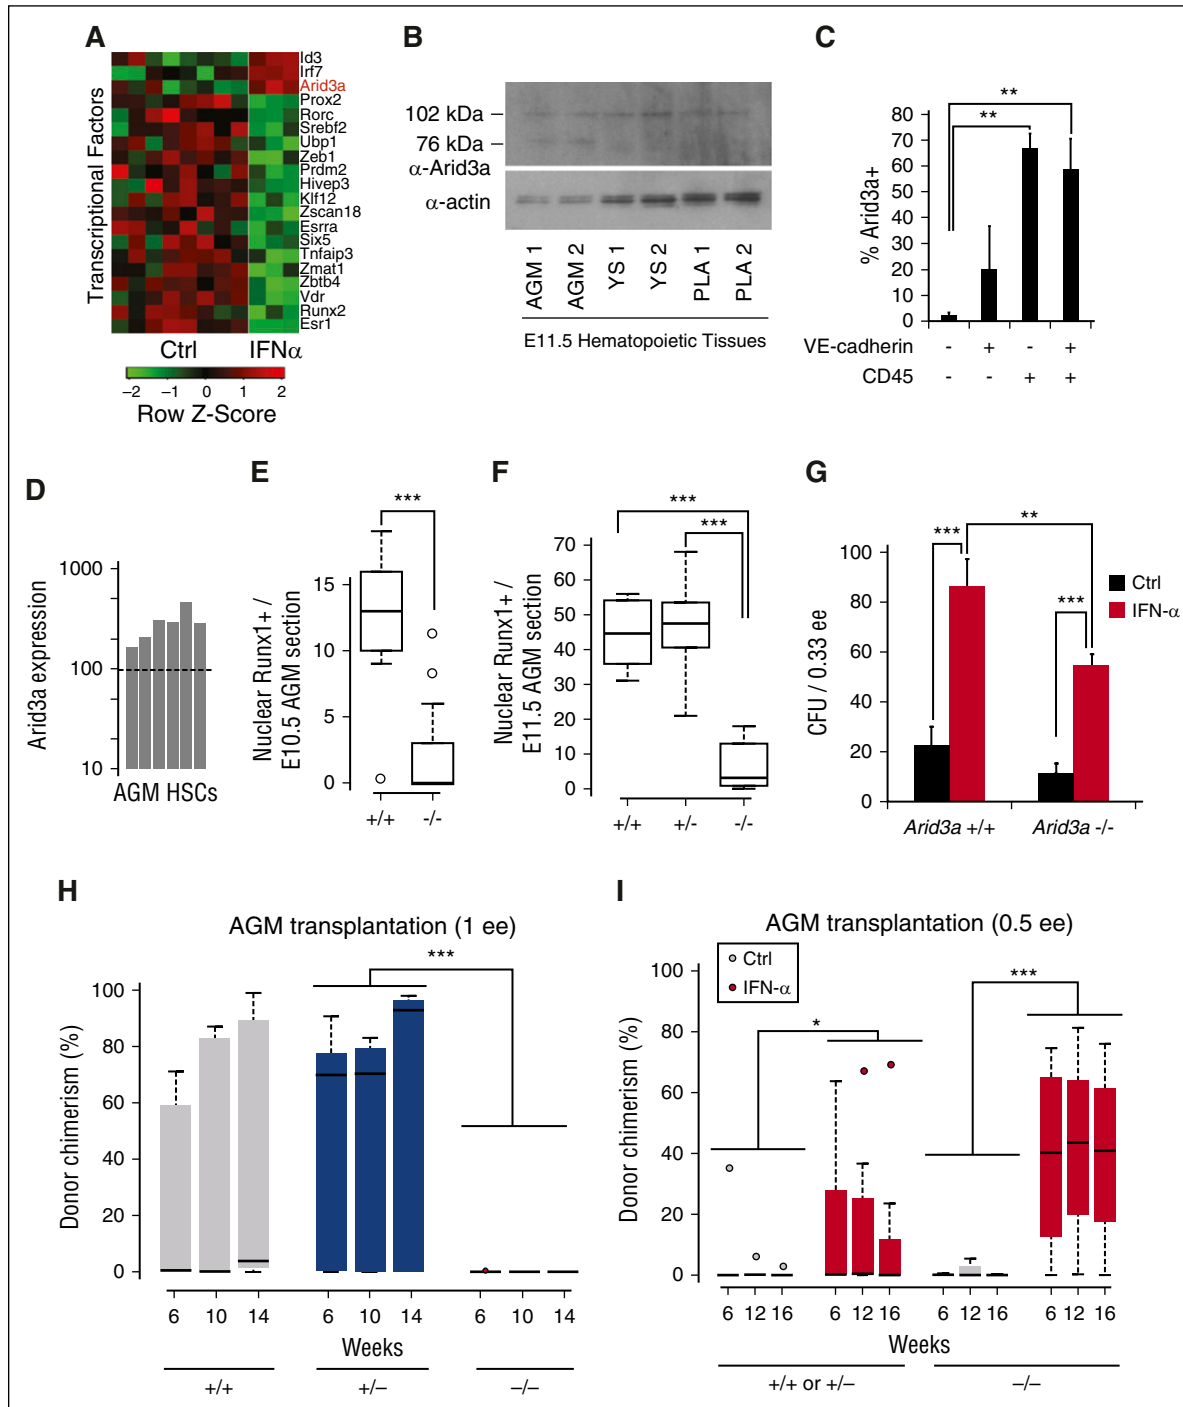 A
Transcriptional Factors
Id3
Irf7
Arid3a
Prox2
Rorc
Srebf2
Ubp1
Zeb1
Prdm2
Hivep3
Klf12
Zscan18
Esrra
Six5
Tnfaip3
Zmat1
Zbtb4
Vdr
Runx2
Esr1
Ctrl IFNα
−2 −1 0 1 2
Row Z-Score
B
102 kDa
76 kDa
α-Arid3a
α-actin
AGM 1
AGM 2
YS 1
YS 2
PLA 1
PLA 2
E11.5 Hematopoietic Tissues
C
**
**
% Arid3a+
80
70
60
50
40
30
20
10
0
VE-cadherin - + - +
CD45 - - + +
D
Arid3a expression
1000
100
10
AGM HSCs
E
***
Nuclear Runx1+ /
E10.5 AGM section
15
10
5
0
+/+ -/-
F
***
***
Nuclear Runx1+ /
E11.5 AGM section
70
60
50
40
30
20
10
0
+/+ +/- -/-
G
**
***
***
CFU / 0.33 ee
100
80
60
40
20
0
Ctrl
IFN-α
Arid3a +/+ Arid3a -/-
H
AGM transplantation (1 ee)
***
Donor chimerism (%)
100
80
60
40
20
0
6 10 14 6 10 14 6 10 14
Weeks
+/+ +/− −/−
I
AGM transplantation (0.5 ee)
Ctrl
IFN-α
*
***
Donor chimerism (%)
100
80
60
40
20
0
6 12 16 6 12 16 6 12 16 6 12 16
Weeks
+/+ or +/− −/−